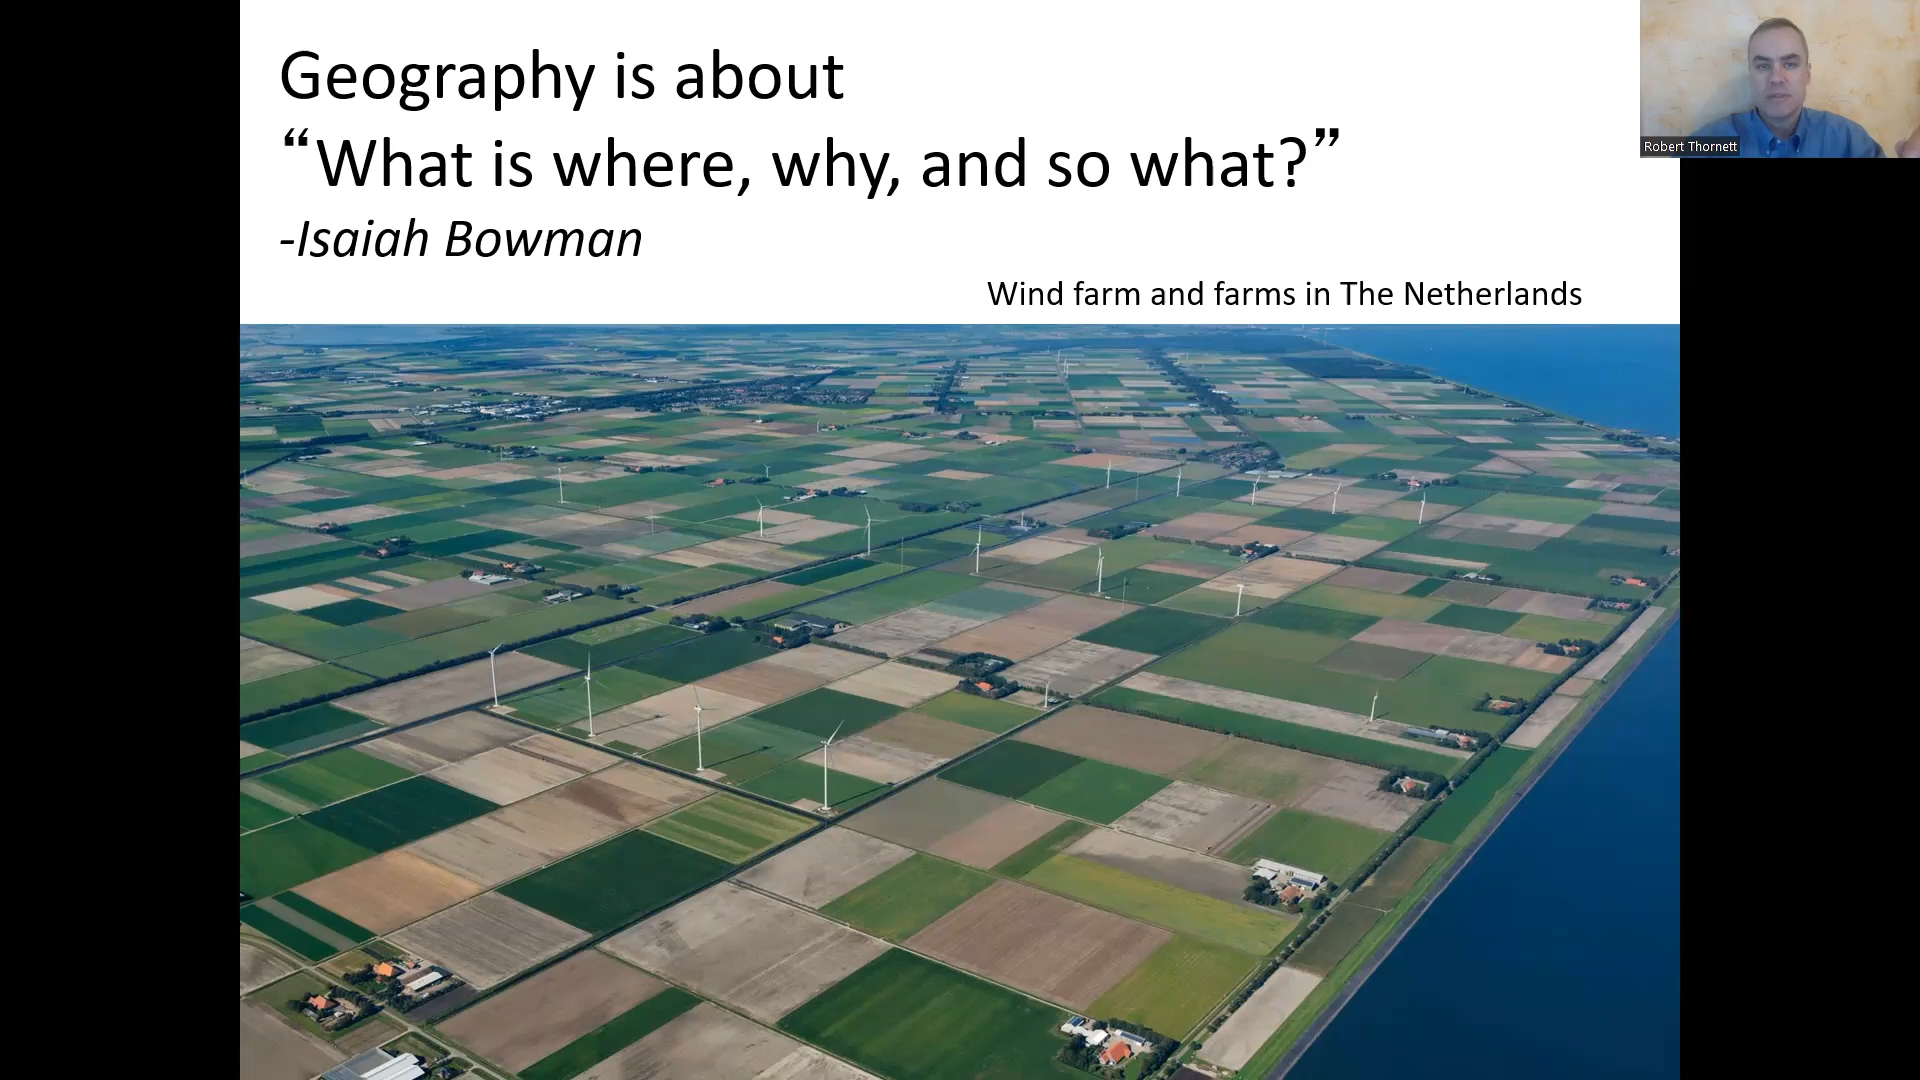 Geography is about
“What is where, why, and so what?”
-Isaiah Bowman
Wind farm and farms in The Netherlands
Robert Thornett